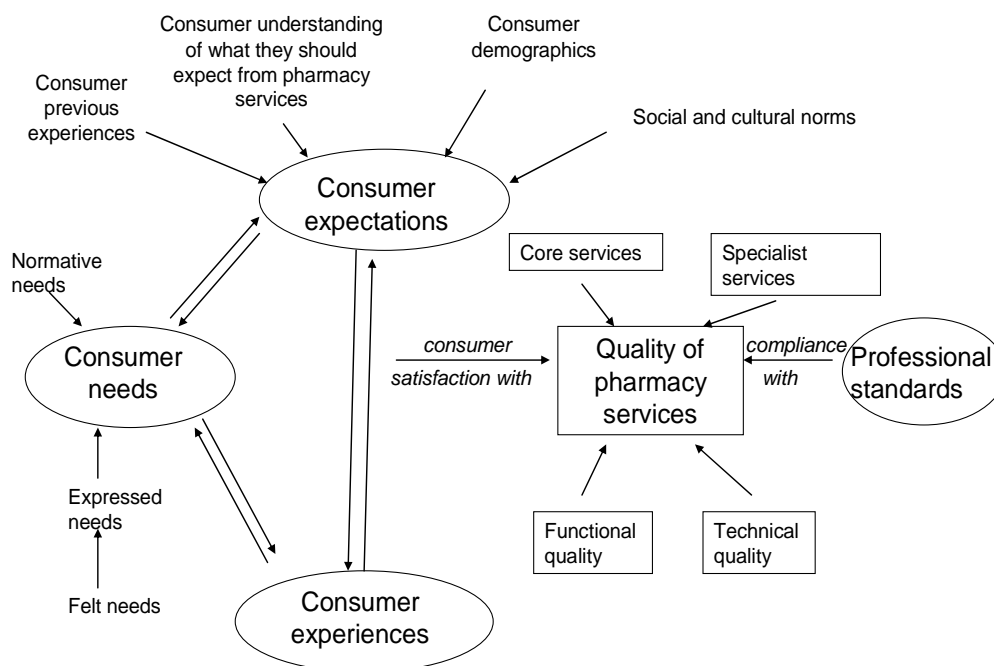 Consumer understanding
of what they should
expect from pharmacy
services
Consumer
demographics
Consumer
previous
experiences
Social and cultural norms
Consumer
expectations
Normative
needs
Core services
Specialist
services
Consumer
needs
consumer
satisfaction with
Quality of
pharmacy
services
compliance
with
Professional
standards
Expressed
needs
Functional
quality
Technical
quality
Felt needs
Consumer
experiences